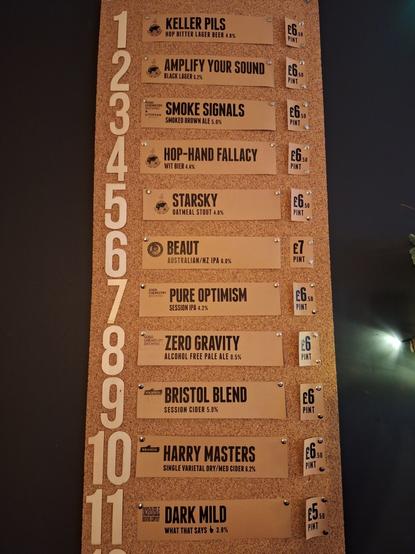 1
KELLER PILS
HOP BITTER LAGER BEER 4.8%
£6.50
PINT
2
AMPLIFY YOUR SOUND
BLACK LAGER 5.2%
£6.50
PINT
3
SMOKE SIGNALS
SMOKED BROWN ALE 5.0%
£6.50
PINT
4
HOP-HAND FALLACY
WIT BIER 4.4%
£6.50
PINT
5
STARSKY
OATMEAL STOUT 4.8%
£6.50
PINT
6
BEAUT
AUSTRALIAN/NZ IPA 6.0%
£7
PINT
7
PURE OPTIMISM
SESSION IPA 4.2%
£6.50
PINT
8
ZERO GRAVITY
ALCOHOL FREE PALE ALE 0.5%
£6
PINT
9
BRISTOL BLEND
SESSION CIDER 5.0%
£6
PINT
10
HARRY MASTERS
SINGLE VARIETAL DRY/MED CIDER 6.2%
£6.50
PINT
11
DARK MILD
WHAT THAT SAYS 3.8%
£5.50
PINT